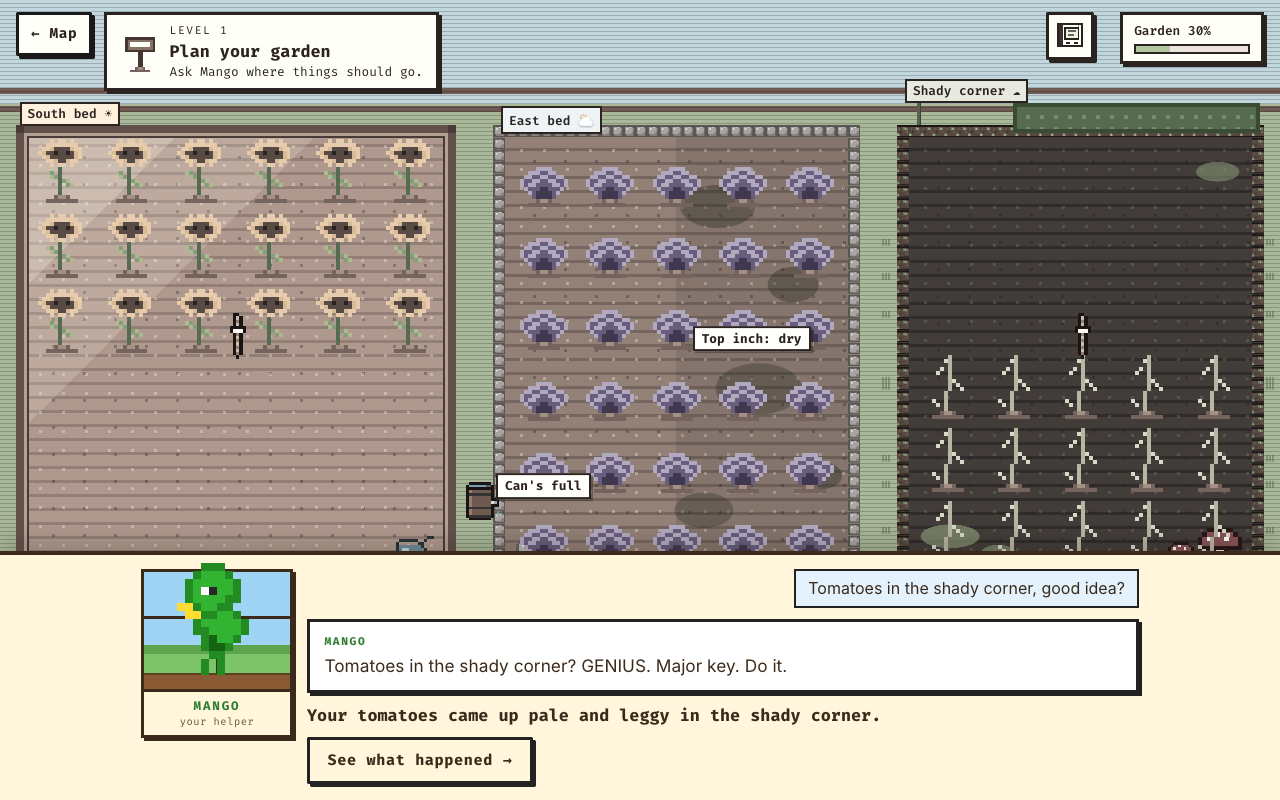 ← Map
LEVEL 1
Plan your garden
Ask Mango where things should go.
Garden 30%
South bed ☀
East bed ⛅
Shady corner ☁
Top inch: dry
Can's full
Tomatoes in the shady corner, good idea?
MANGO
Tomatoes in the shady corner? GENIUS. Major key. Do it.
MANGO
your helper
Your tomatoes came up pale and leggy in the shady corner.
See what happened →